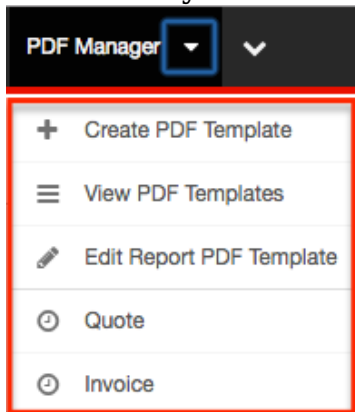 PDF Manager
Create PDF Template
View PDF Templates
Edit Report PDF Template
Quote
Invoice